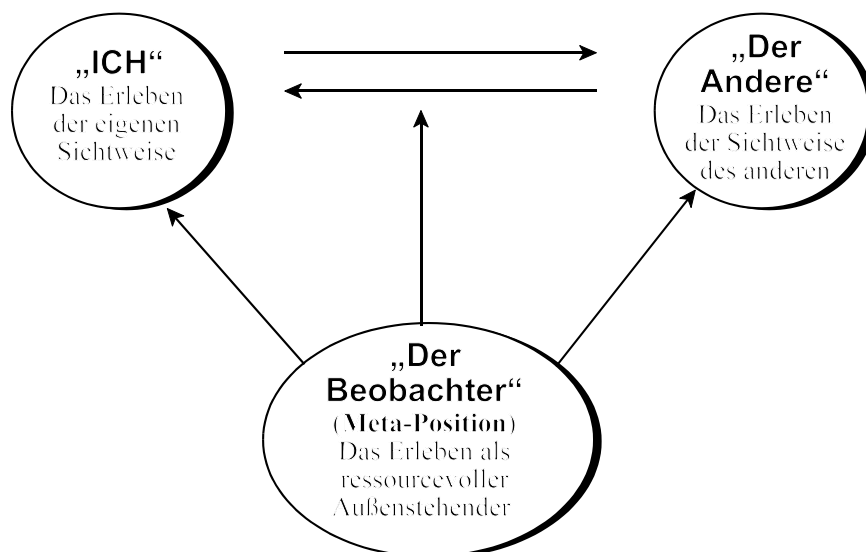 „ICH“
Das Erleben
der eigenen
Sichtweise
„Der
Andere“
Das Erleben
der Sichtweise
des anderen
„Der
Beobachter“
(Meta-Position)
Das Erleben als
ressourcevoller
Außenstehender